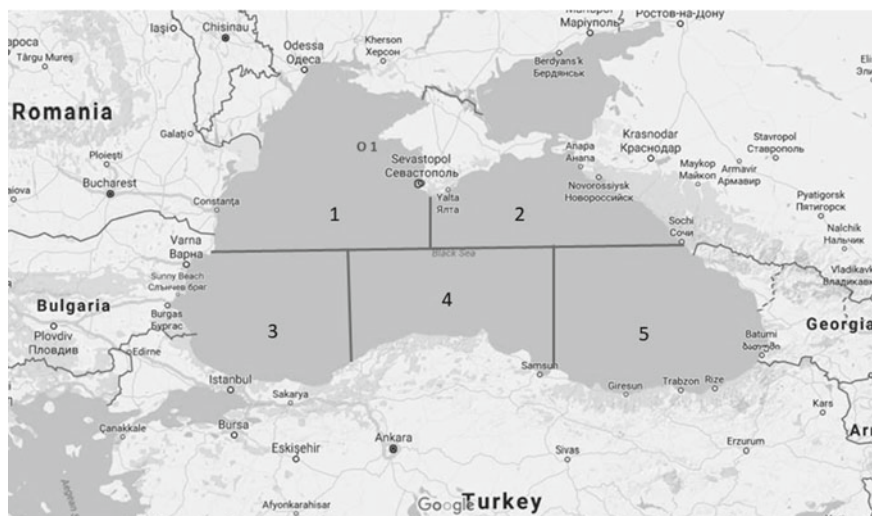 Iași
Chisinau
Mariupol
Маріуполь
Ростов-на-Дону
Târgu Mureș
Odessa
Одеса
Kherson
Херсон
Berdyans'k
Бердянськ
Romania
Galați
O 1
Sevastopol
Севастополь
Anapa
Анапа
Krasnodar
Краснодар
Stavropol
Ставрополь
Ploiești
Maykop
Майкоп
Armavir
Армавир
Bucharest
Constanța
Yalta
Ялта
Novorossiysk
Новороссийск
Pyatigorsk
Пятигорск
1
2
Sochi
Сочи
Nalchik
Нальчик
Varna
Варна
Black Sea
Sunny Beach
Слънчев бряг
Bulgaria
Burgas
Бургас
3
4
5
Georgia
Plovdiv
Пловдив
Edirne
Batumi
ბათუმი
Istanbul
Samsun
Giresun
Trabzon
Rize
Sakarya
Kars
Çanakkale
Bursa
Eskişehir
Ankara
Sivas
Erzurum
Afyonkarahisar
Google
Turkey